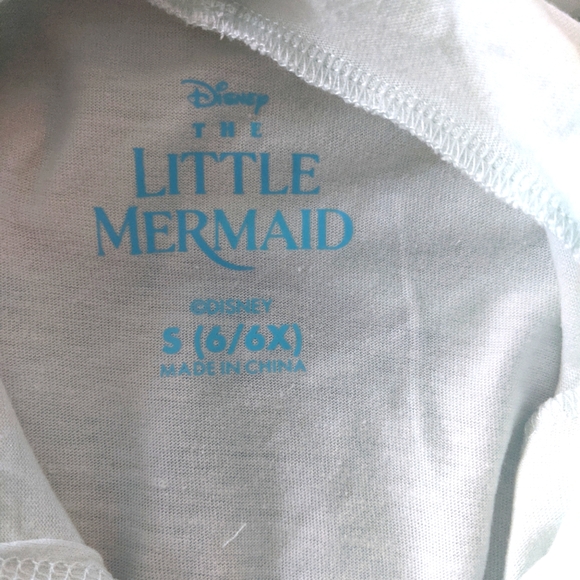 Disney
THE
LITTLE
MERMAID
©DISNEY
S (6/6X)
MADE IN CHINA